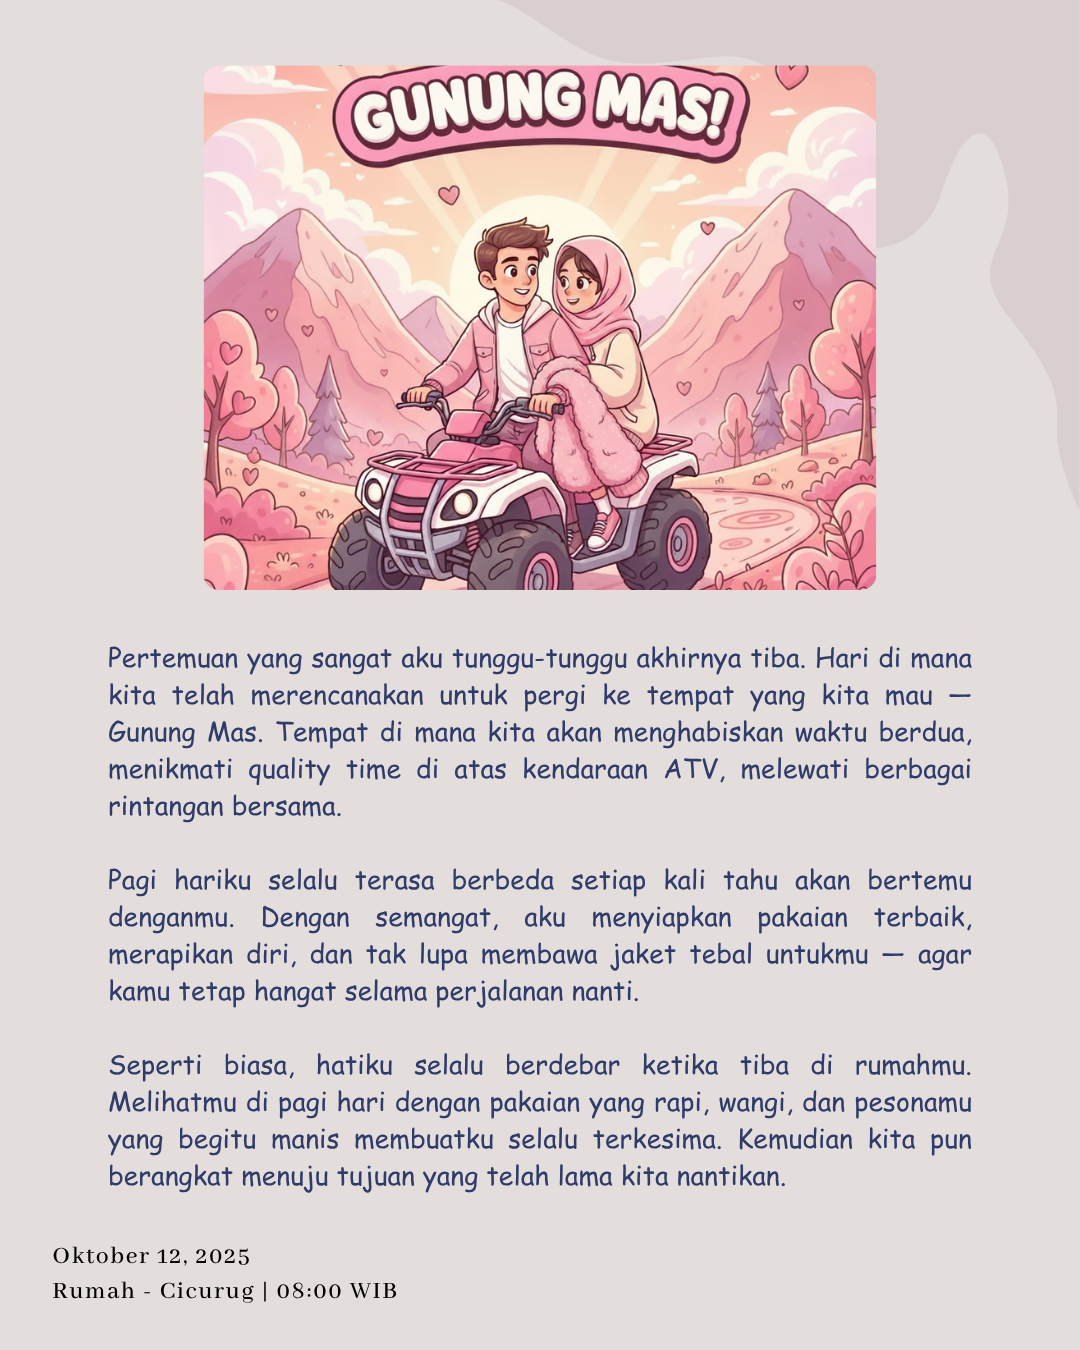 GUNUNG MAS!
Pertemuan yang sangat aku tunggu-tunggu akhirnya tiba. Hari di mana
kita telah merencanakan untuk pergi ke tempat yang kita mau —
Gunung Mas. Tempat di mana kita akan menghabiskan waktu berdua,
menikmati quality time di atas kendaraan ATV, melewati berbagai
rintangan bersama.
Pagi hariku selalu terasa berbeda setiap kali tahu akan bertemu
denganmu. Dengan semangat, aku menyiapkan pakaian terbaik,
merapikan diri, dan tak lupa membawa jaket tebal untukmu — agar
kamu tetap hangat selama perjalanan nanti.
Seperti biasa, hatiku selalu berdebar ketika tiba di rumahmu.
Melihatmu di pagi hari dengan pakaian yang rapi, wangi, dan pesonamu
yang begitu manis membuatku selalu terkesima. Kemudian kita pun
berangkat menuju tujuan yang telah lama kita nantikan.
Oktober 12, 2025
Rumah - Cicurug | 08:00 WIB